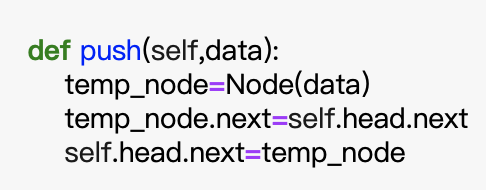 def push(self,data):
    temp_node=Node(data)
    temp_node.next=self.head.next
    self.head.next=temp_node